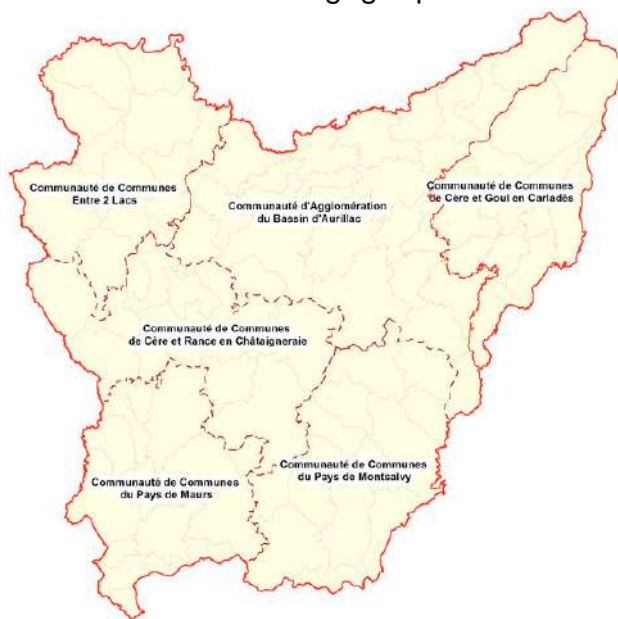 Communauté de Communes
Entre 2 Lacs
Communauté d'Agglomération
du Bassin d'Aurillac
Communauté de Communes
de Cère et Goul en Carladès
Communauté de Communes
de Cère et Rance en Châtaigneraie
Communauté de Communes
du Pays de Maurs
Communauté de Communes
du Pays de Montsalvy